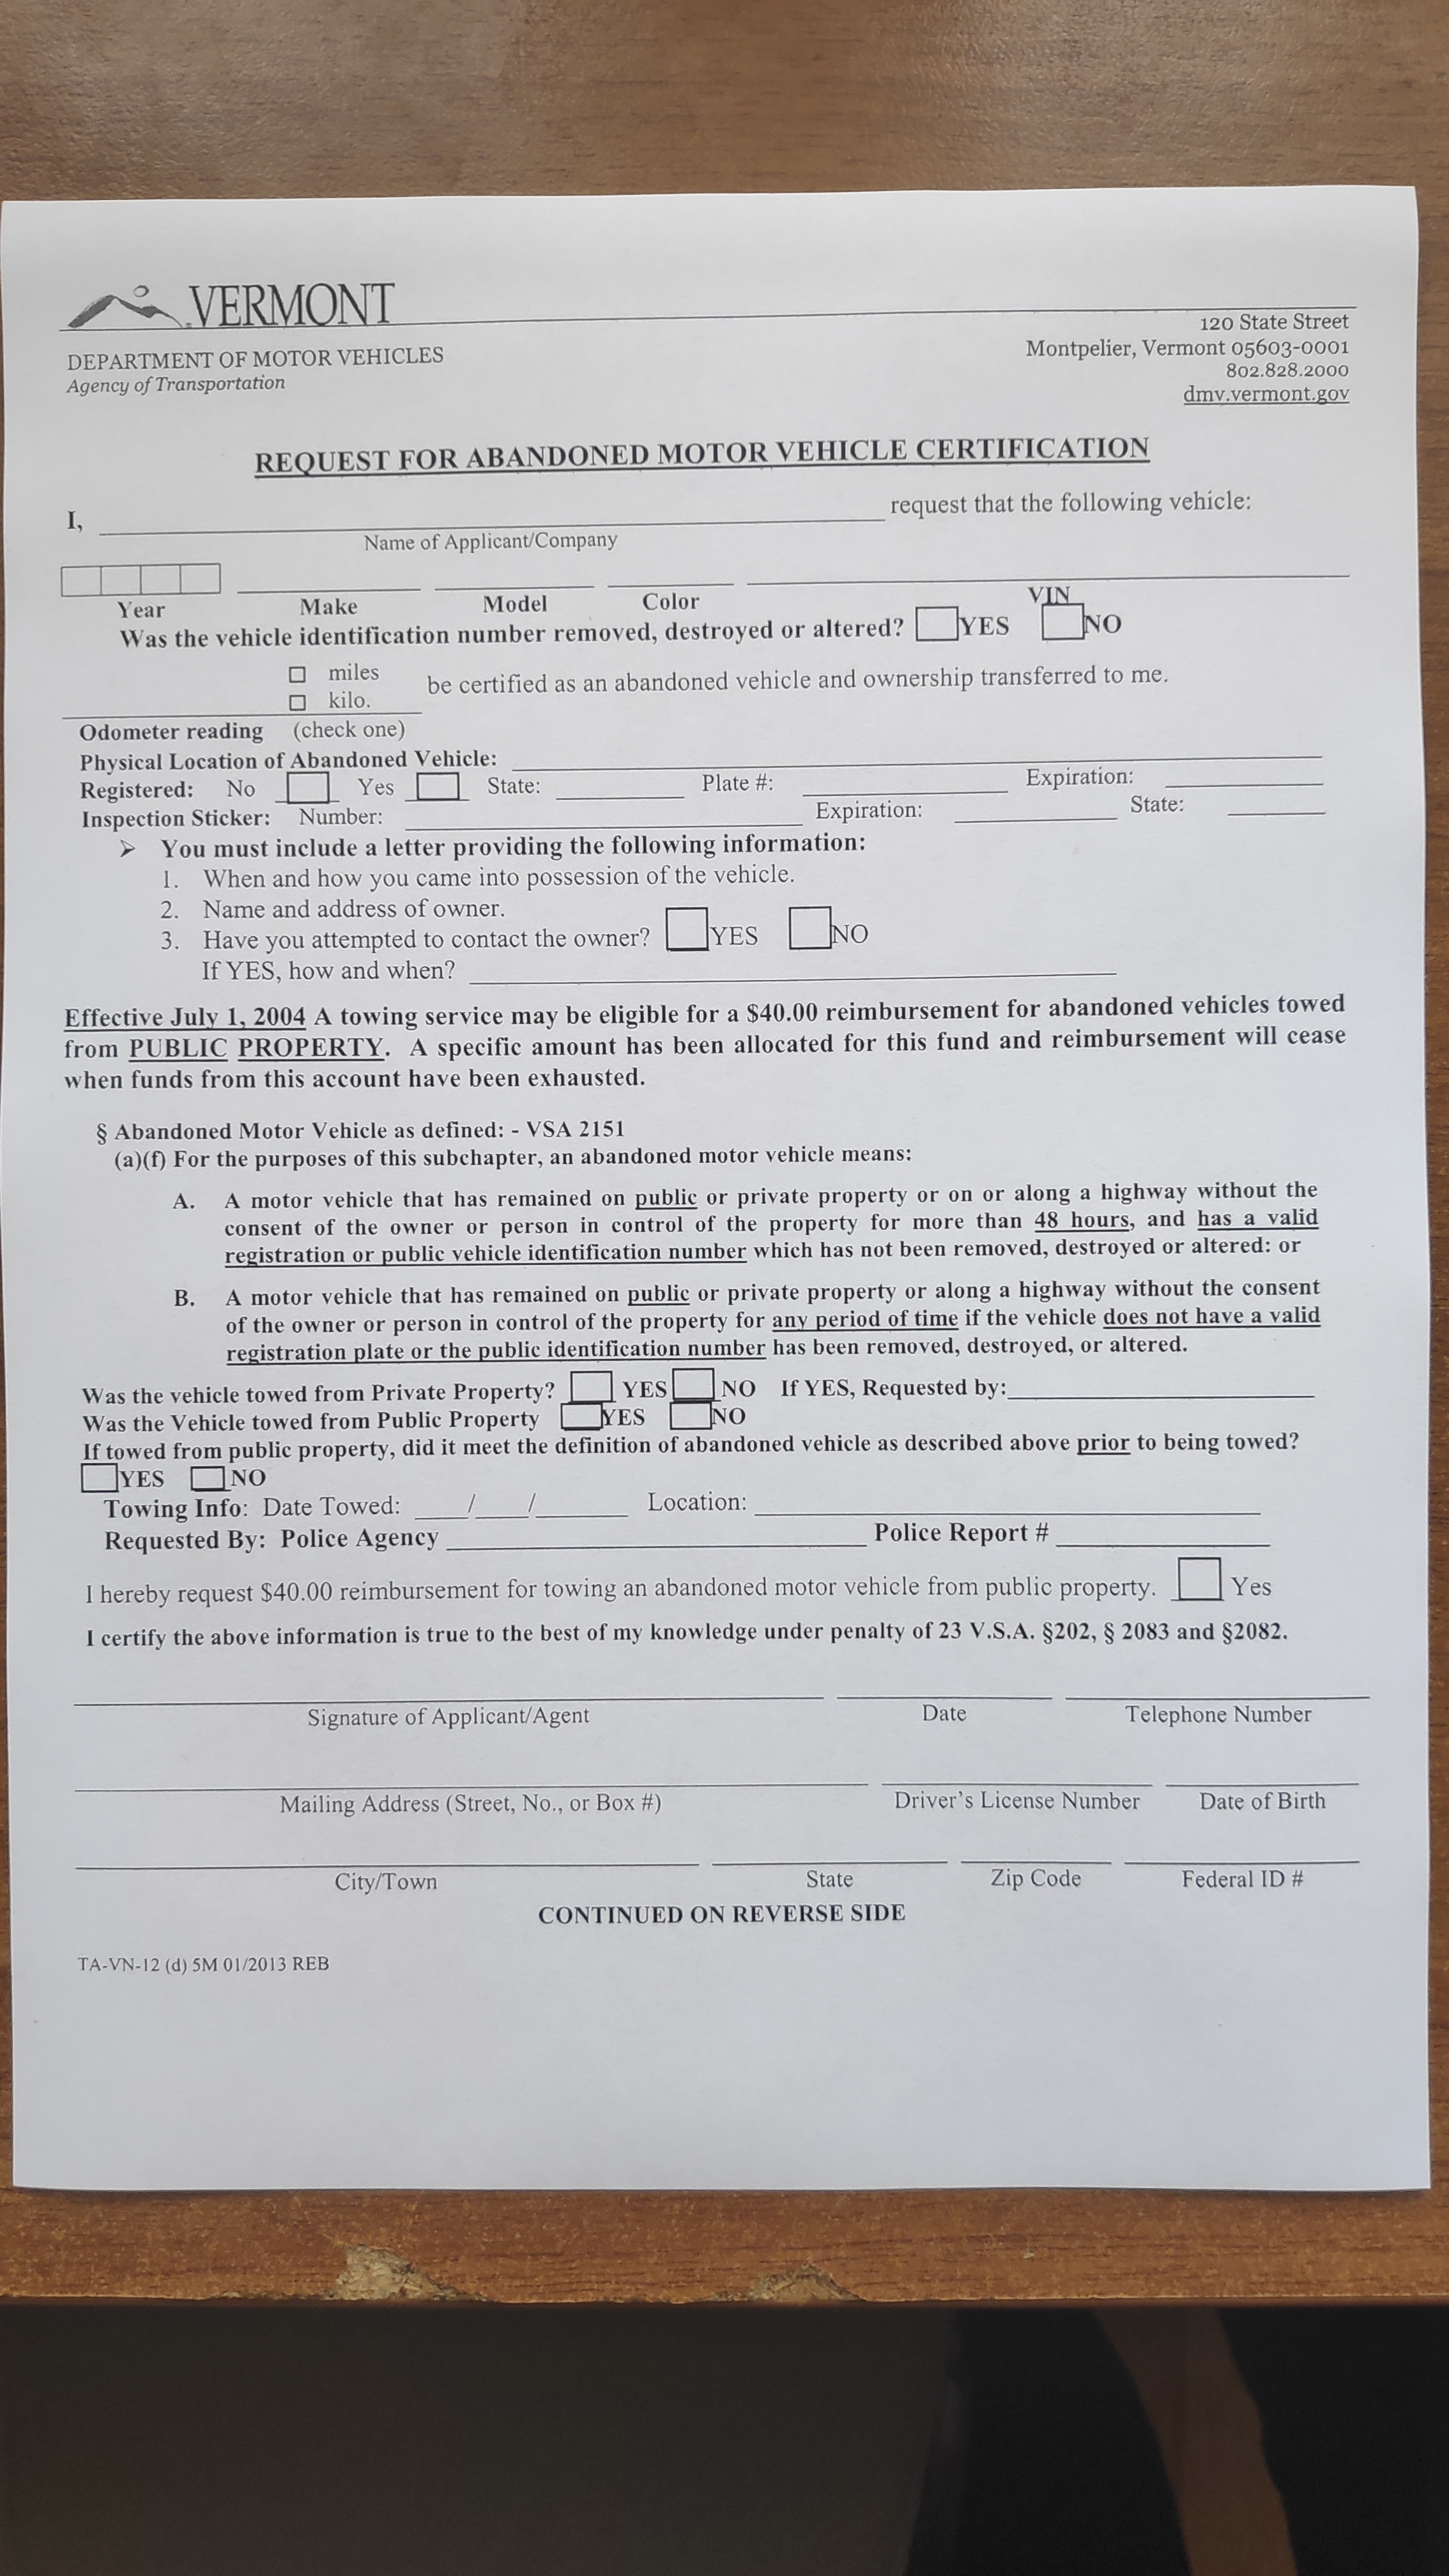 VERMONT
120 State Street
DEPARTMENT OF MOTOR VEHICLES
Montpelier, Vermont 05603-0001
Agency of Transportation
802.828.2000
dmv.vermont.gov
REQUEST FOR ABANDONED MOTOR VEHICLE CERTIFICATION
I, ____ request that the following vehicle:
Name of Applicant/Company
Year Make Model Color VIN
Was the vehicle identification number removed, destroyed or altered? YES NO
☐ miles
☐ kilo.
be certified as an abandoned vehicle and ownership transferred to me.
Odometer reading (check one)
Physical Location of Abandoned Vehicle:
Registered: No Yes State: Plate #: Expiration:
Inspection Sticker: Number: Expiration: State:
➢ You must include a letter providing the following information:
1. When and how you came into possession of the vehicle.
2. Name and address of owner.
3. Have you attempted to contact the owner? YES NO
If YES, how and when?
Effective July 1, 2004 A towing service may be eligible for a $40.00 reimbursement for abandoned vehicles towed
from PUBLIC PROPERTY. A specific amount has been allocated for this fund and reimbursement will cease
when funds from this account have been exhausted.
§ Abandoned Motor Vehicle as defined: - VSA 2151
(a)(f) For the purposes of this subchapter, an abandoned motor vehicle means:
A. A motor vehicle that has remained on public or private property or on or along a highway without the
consent of the owner or person in control of the property for more than 48 hours, and has a valid
registration or public vehicle identification number which has not been removed, destroyed or altered: or
B. A motor vehicle that has remained on public or private property or along a highway without the consent
of the owner or person in control of the property for any period of time if the vehicle does not have a valid
registration plate or the public identification number has been removed, destroyed, or altered.
Was the vehicle towed from Private Property? YES NO If YES, Requested by:
Was the Vehicle towed from Public Property YES NO
If towed from public property, did it meet the definition of abandoned vehicle as described above prior to being towed?
YES NO
Towing Info: Date Towed: ____/____/____ Location:
Requested By: Police Agency Police Report #
I hereby request $40.00 reimbursement for towing an abandoned motor vehicle from public property. Yes
I certify the above information is true to the best of my knowledge under penalty of 23 V.S.A. §202, § 2083 and §2082.
Signature of Applicant/Agent Date Telephone Number
Mailing Address (Street, No., or Box #) Driver's License Number Date of Birth
City/Town State Zip Code Federal ID #
CONTINUED ON REVERSE SIDE
TA-VN-12 (d) 5M 01/2013 REB